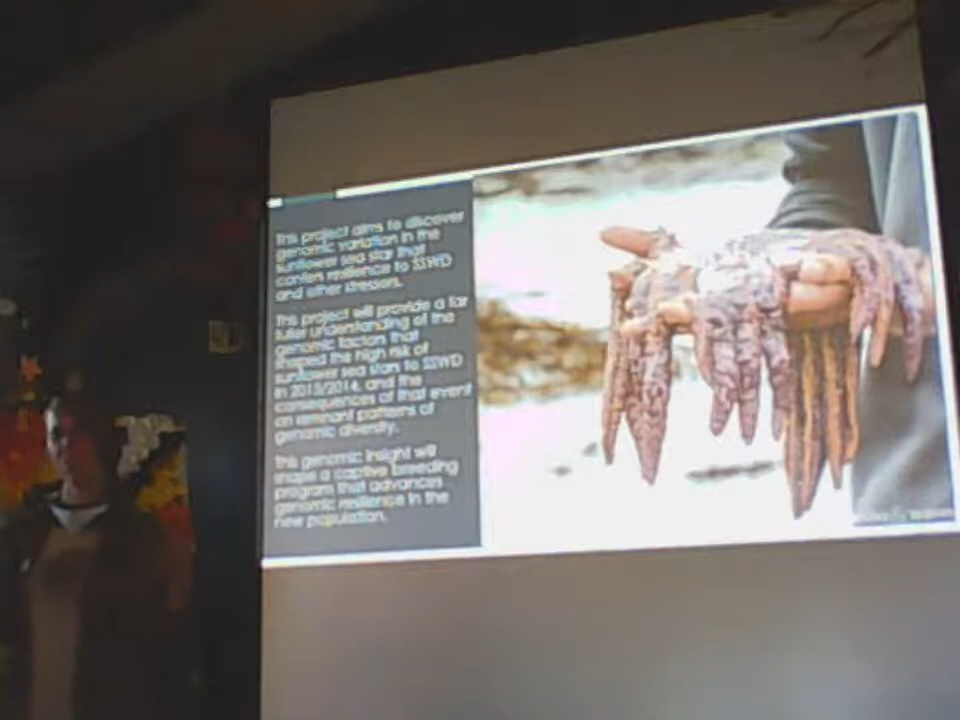 This project aims to discover
genomic variation in the
sunflower sea star that
confers resilience to SSWD
and other stressors.
This project will provide a far
fuller understanding of the
genomic factors that
shaped the high risk of
sunflower sea stars to SSWD
in 2013/2014, and the
consequences of that event
on remnant patterns of
genomic diversity.
This genomic insight will
shape a captive breeding
program that advances
genomic resilience in the
new population.